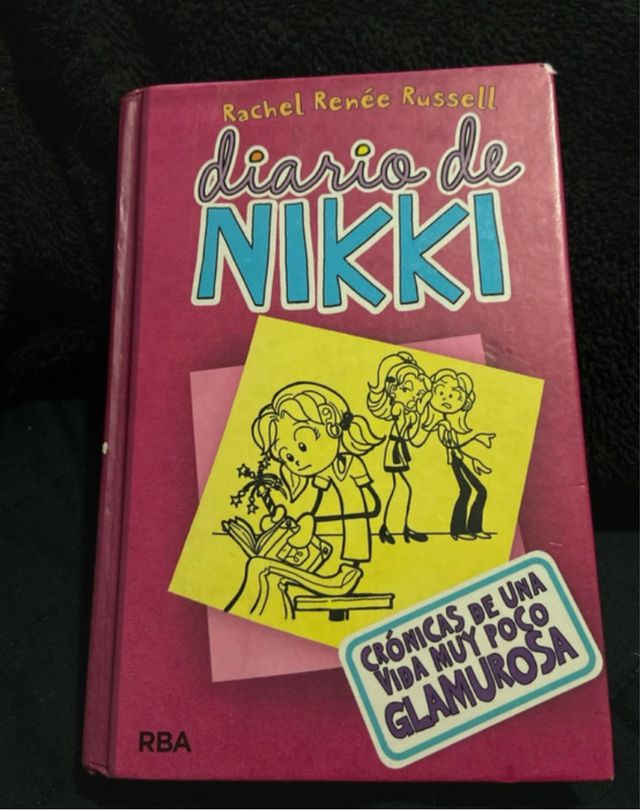 Rachel Renée Russell
diario de
NIKKI
CRÓNICAS DE UNA
VIDA MUY POCO
GLAMUROSA
RBA